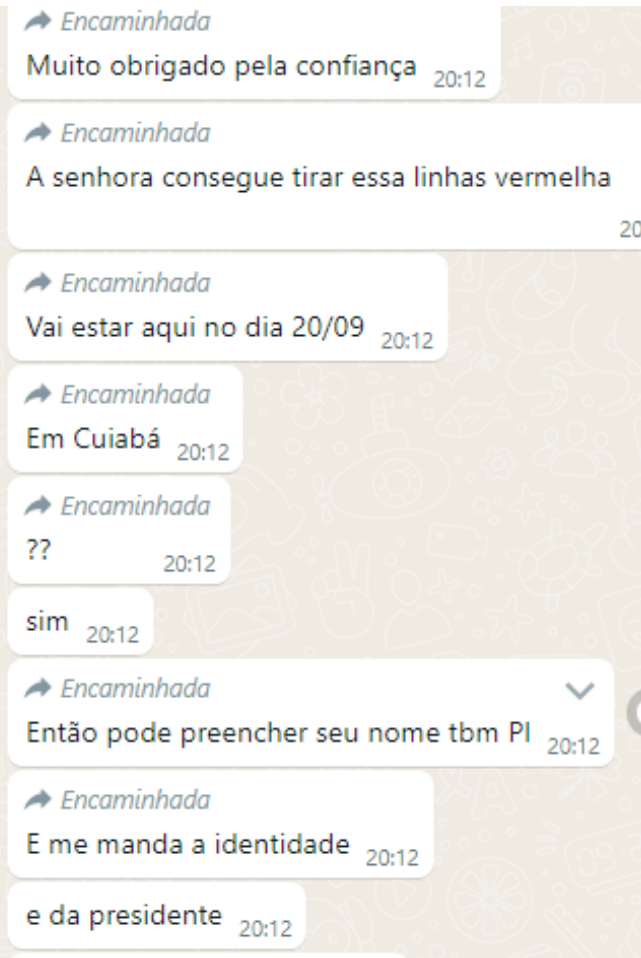 Encaminhada
Muito obrigado pela confiança 20:12
Encaminhada
A senhora consegue tirar essa linhas vermelha
20
Encaminhada
Vai estar aqui no dia 20/09 20:12
Encaminhada
Em Cuiabá 20:12
Encaminhada
?? 20:12
sim 20:12
Encaminhada
Então pode preencher seu nome tbm Pl 20:12
Encaminhada
E me manda a identidade 20:12
e da presidente 20:12